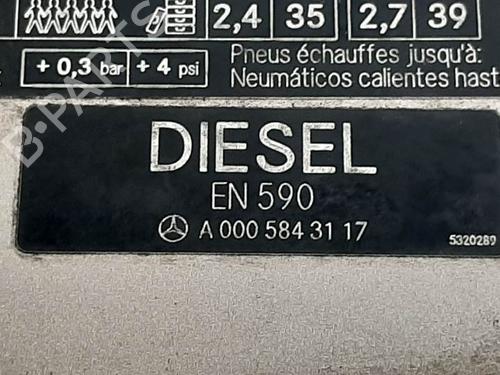 2,4 35 2,7 39
+ 0,3 bar + 4 psi
Pneus échauffes jusqu'à:
Neumáticos calientes hast
DIESEL
EN 590
A 000 584 31 17
5320289
B-PARTS